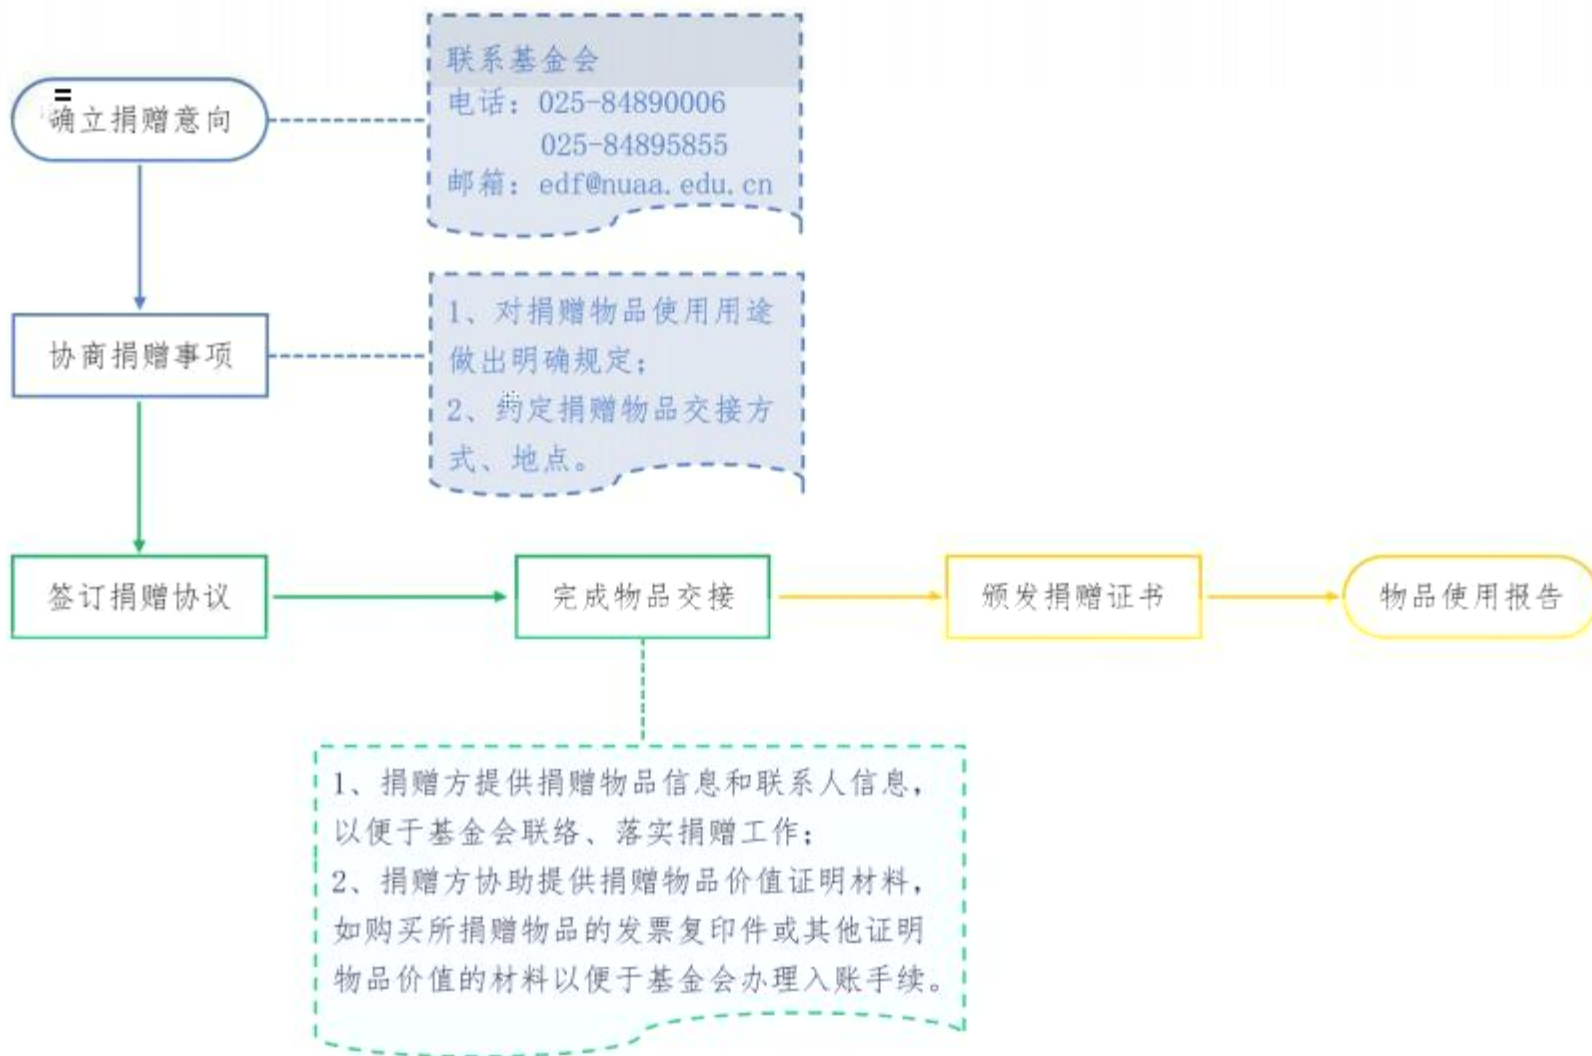 确立捐赠意向
联系基金会
电话：025-84890006
025-84895855
邮箱：edf@nuaa.edu.cn
协商捐赠事项
1、对捐赠物品使用用途
做出明确规定；
2、约定捐赠物品交接方
式、地点。
签订捐赠协议
完成物品交接
颁发捐赠证书
物品使用报告
1、捐赠方提供捐赠物品信息和联系人信息，
以便于基金会联络、落实捐赠工作；
2、捐赠方协助提供捐赠物品价值证明材料，
如购买所捐赠物品的发票复印件或其他证明
物品价值的材料以便于基金会办理入账手续。